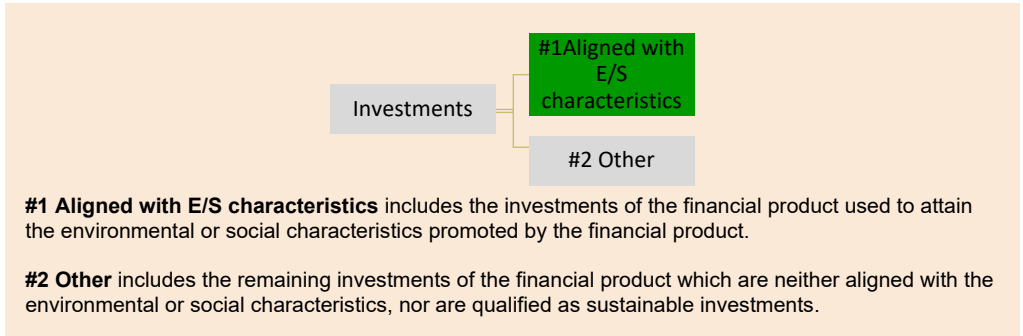 #1Aligned with
E/S
characteristics
Investments
#2 Other
#1 Aligned with E/S characteristics includes the investments of the financial product used to attain
the environmental or social characteristics promoted by the financial product.
#2 Other includes the remaining investments of the financial product which are neither aligned with the
environmental or social characteristics, nor are qualified as sustainable investments.